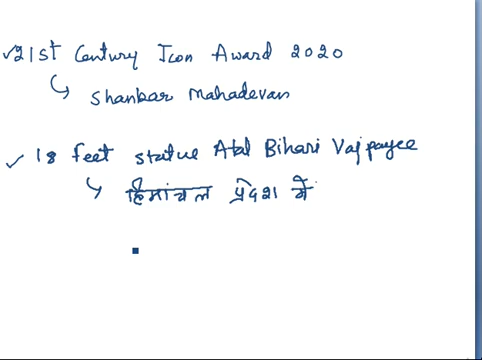 ✓21st Century Icon Award 2020
↳ Shankar Mahadevan
✓ 18 feet statue Atal Bihari Vajpayee
↳ हिमांचल प्रदेश में